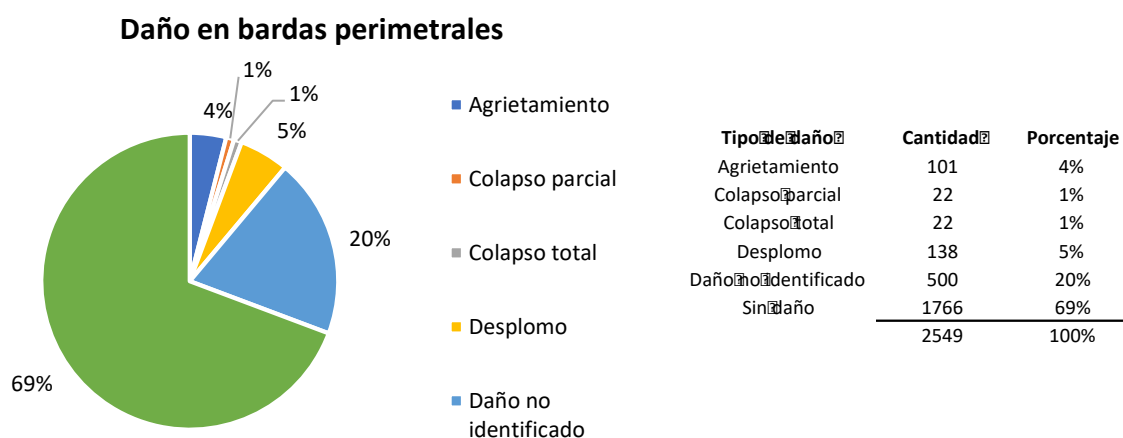 Daño en bardas perimetrales
1%
1%
4%
5%
20%
69%
Agrietamiento
Colapso parcial
Colapso total
Desplomo
Daño no
identificado
Tipo de daño Cantidad Porcentaje
Agrietamiento 101 4%
Colapso parcial 22 1%
Colapso total 22 1%
Desplomo 138 5%
Daño no identificado 500 20%
Sin daño 1766 69%
2549 100%